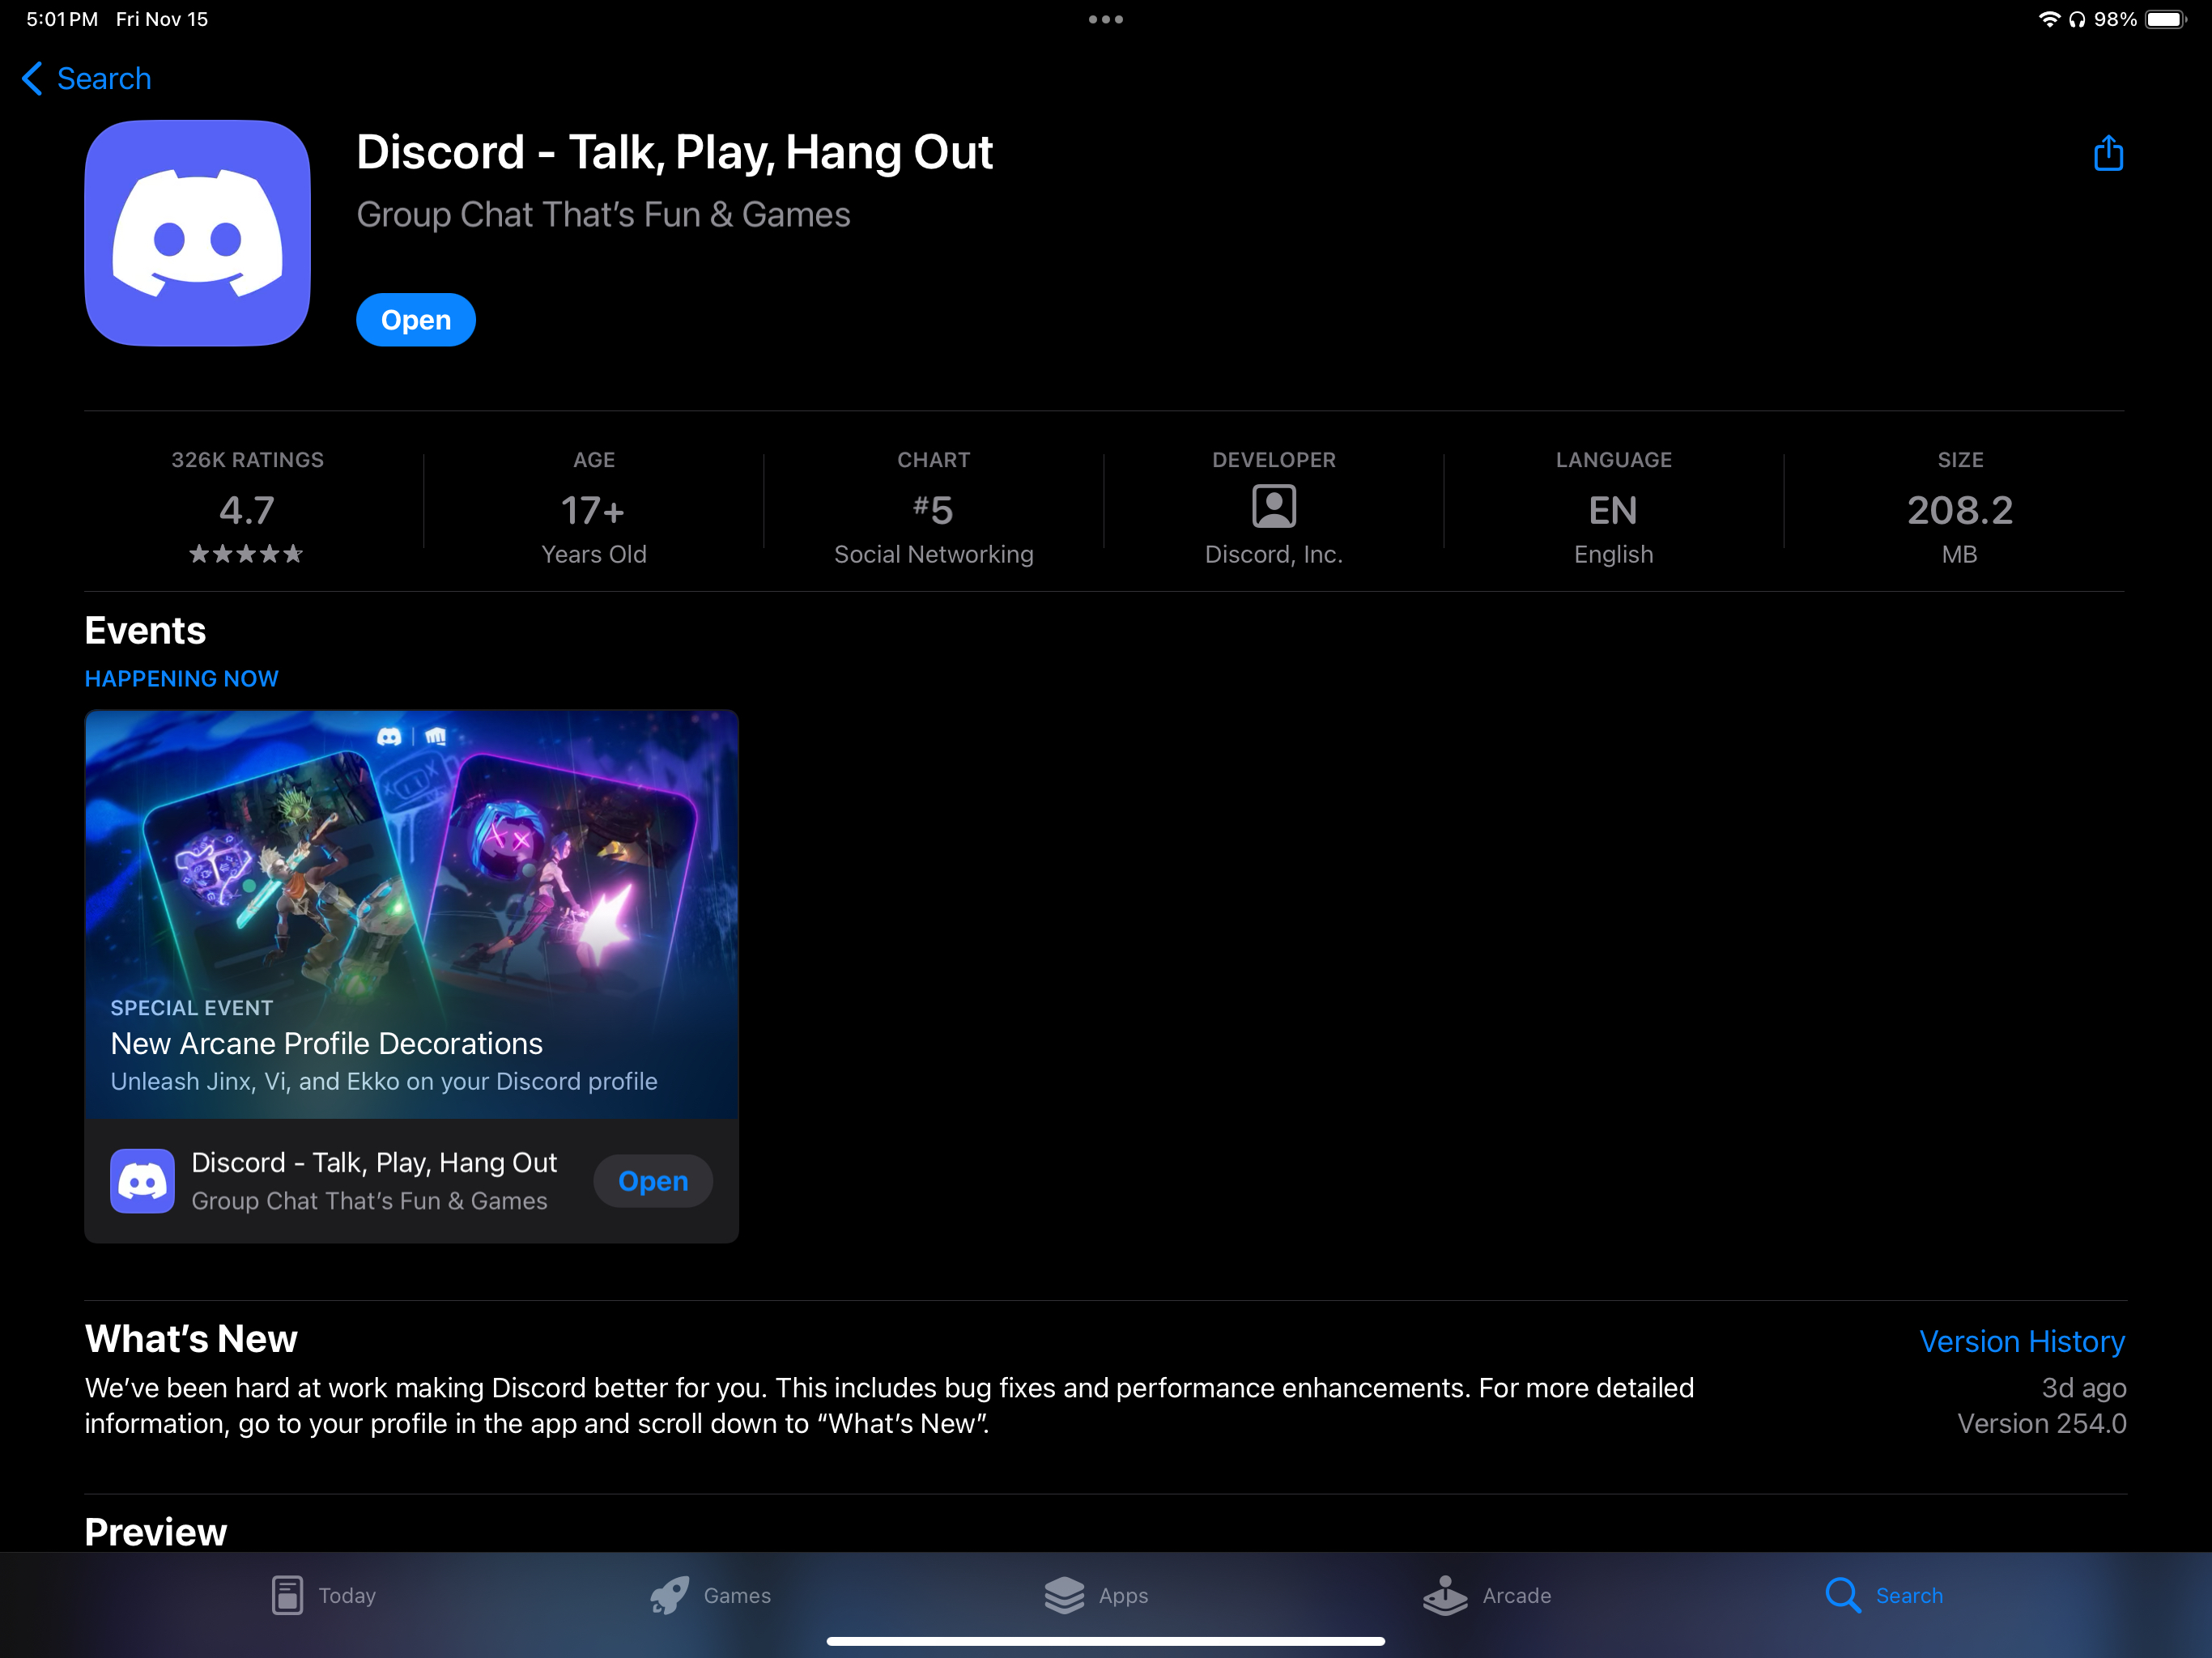 5:01 PM Fri Nov 15
98%
Search
Discord - Talk, Play, Hang Out
Group Chat That’s Fun & Games
Open
326K RATINGS
4.7
AGE
17+
Years Old
CHART
#5
Social Networking
DEVELOPER
Discord, Inc.
LANGUAGE
EN
English
SIZE
208.2
MB
Events
HAPPENING NOW
SPECIAL EVENT
New Arcane Profile Decorations
Unleash Jinx, Vi, and Ekko on your Discord profile
Discord - Talk, Play, Hang Out
Group Chat That’s Fun & Games
Open
What’s New
Version History
We’ve been hard at work making Discord better for you. This includes bug fixes and performance enhancements. For more detailed
information, go to your profile in the app and scroll down to “What’s New”.
3d ago
Version 254.0
Preview
Today
Games
Apps
Arcade
Search